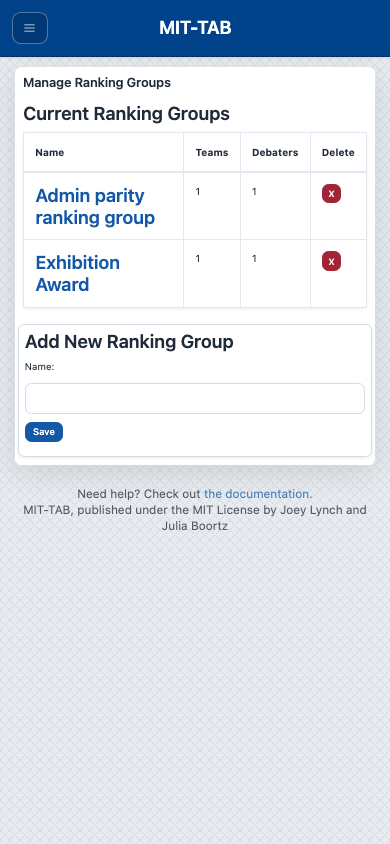 MIT-TAB
Manage Ranking Groups
Current Ranking Groups
Name Teams Debaters Delete
Admin parity
ranking group 1 1 X
Exhibition
Award 1 1 X
Add New Ranking Group
Name:
Save
Need help? Check out the documentation.
MIT-TAB, published under the MIT License by Joey Lynch and
Julia Boortz